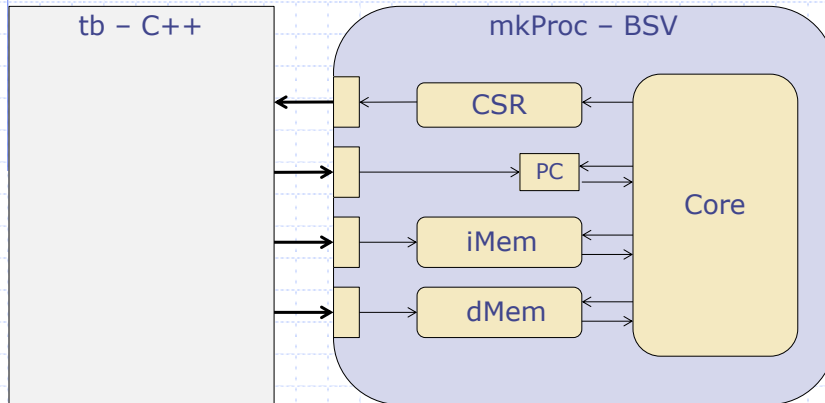 tb – C++
mkProc – BSV
CSR
PC
Core
iMem
dMem